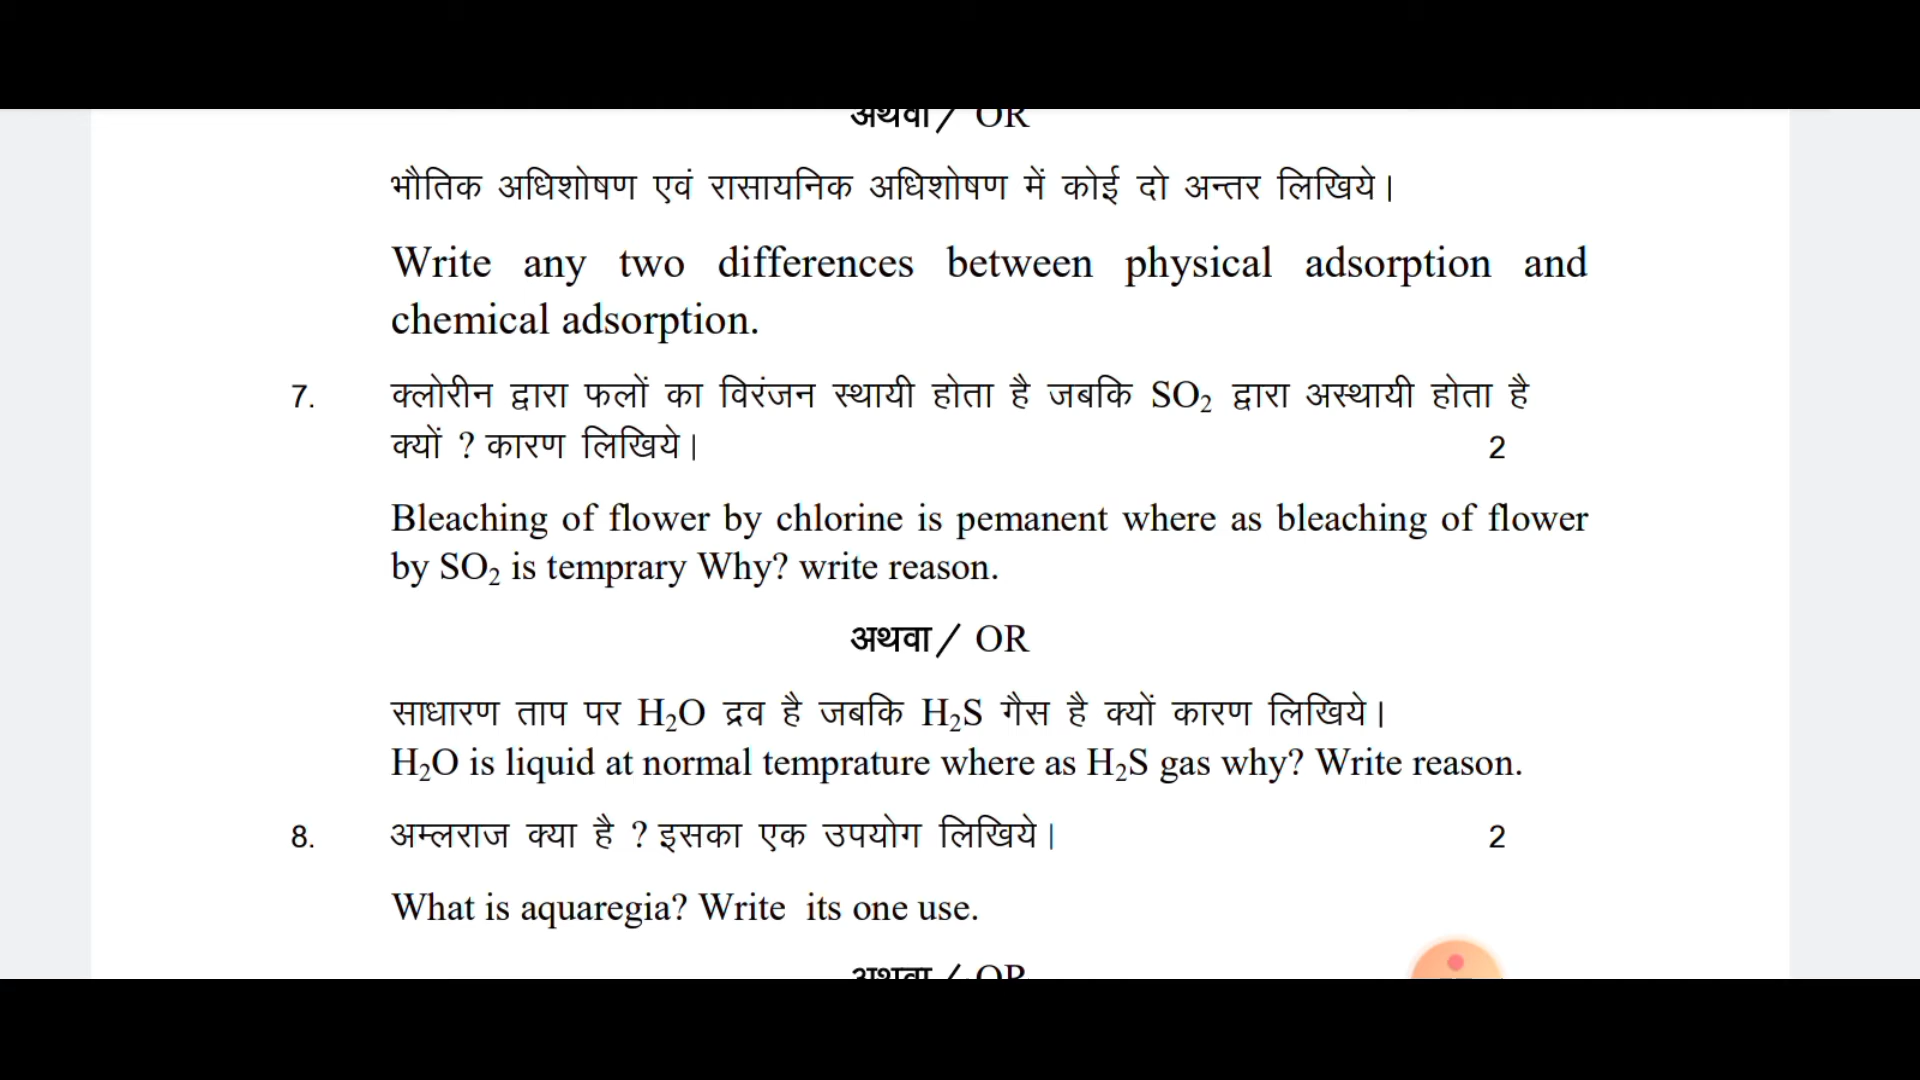 अथवा/ OR
भौतिक अधिशोषण एवं रासायनिक अधिशोषण में कोई दो अन्तर लिखिये।
Write any two differences between physical adsorption and
chemical adsorption.
7. क्लोरीन द्वारा फलों का विरंजन स्थायी होता है जबकि SO₂ द्वारा अस्थायी होता है
क्यों ? कारण लिखिये। 2
Bleaching of flower by chlorine is pemanent where as bleaching of flower
by SO₂ is temprary Why? write reason.
अथवा/ OR
साधारण ताप पर H₂O द्रव है जबकि H₂S गैस है क्यों कारण लिखिये।
H₂O is liquid at normal temprature where as H₂S gas why? Write reason.
8. अम्लराज क्या है ? इसका एक उपयोग लिखिये। 2
What is aquaregia? Write its one use.
अथवा / OR